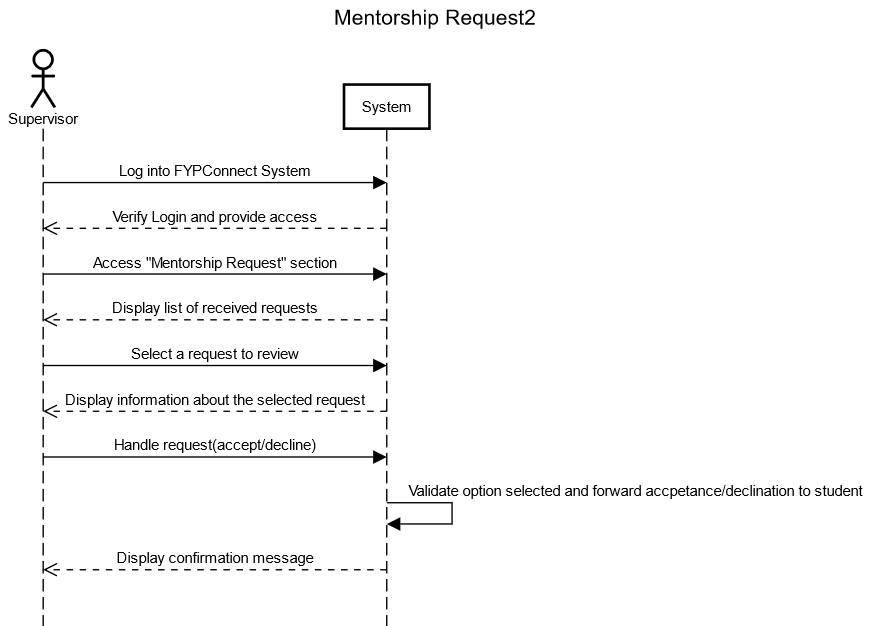 Mentorship Request2
Supervisor
System
Log into FYPConnect System
Verify Login and provide access
Access "Mentorship Request" section
Display list of received requests
Select a request to review
Display information about the selected request
Handle request(accept/decline)
Validate option selected and forward accpetance/declination to student
Display confirmation message